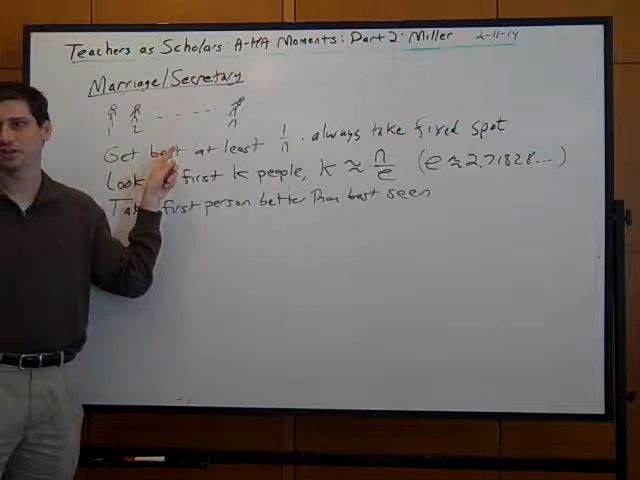 Teachers as Scholars: A-HA Moments: Part 2: Miller 2-11-14
Marriage/Secretary
1 2 ... n
Get best at least 1/n. always take fixed spot
Look first k people, k ≈ n/e (e ≈ 2.71828...)
first person better than best seen